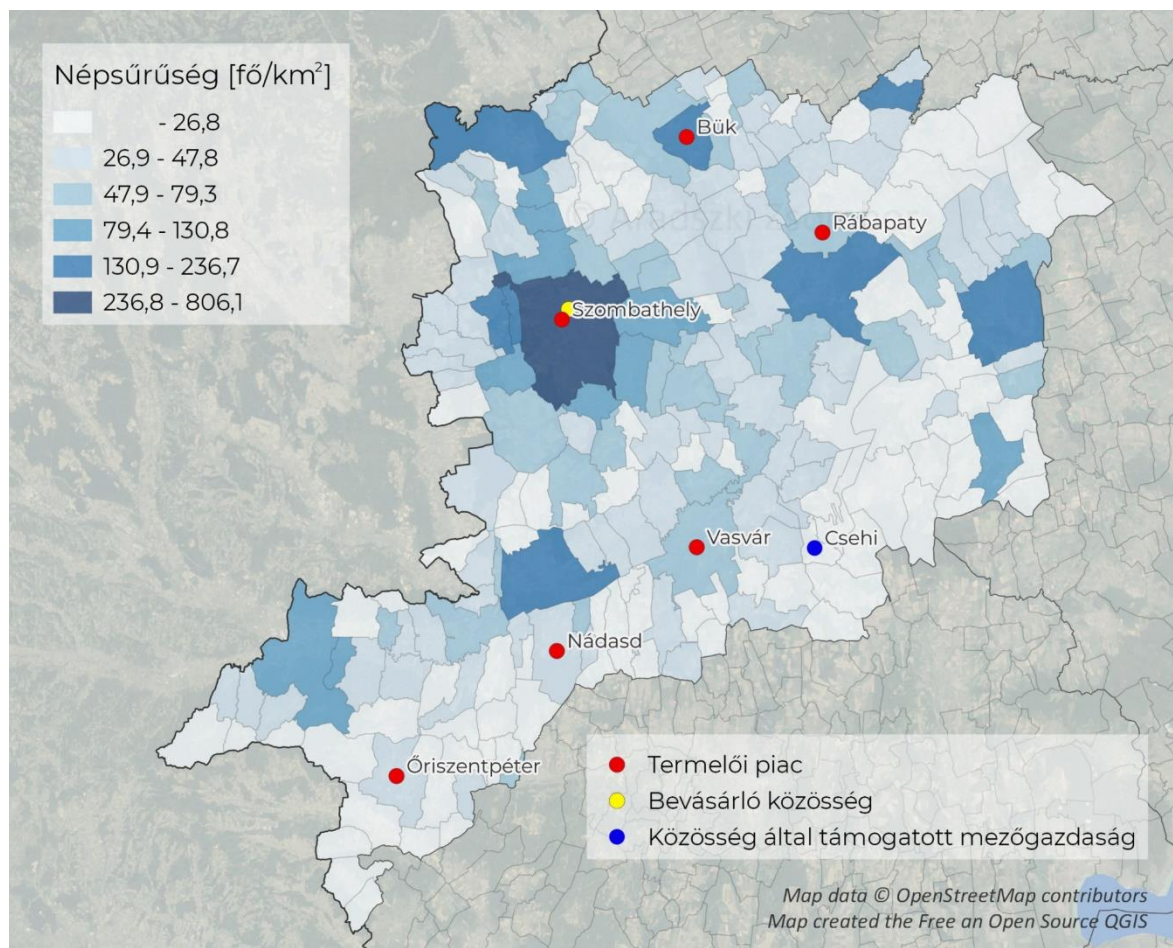 Népsűrűség [fő/km²]
- 26,8
26,9 - 47,8
47,9 - 79,3
79,4 - 130,8
130,9 - 236,7
236,8 - 806,1
Bük
Rábapaty
Szombathely
Vasvár
Csehi
Nádasd
Őriszentpéter
Termelői piac
Bevásárló közösség
Közösség által támogatott mezőgazdaság
Map data © OpenStreetMap contributors
Map created the Free an Open Source QGIS